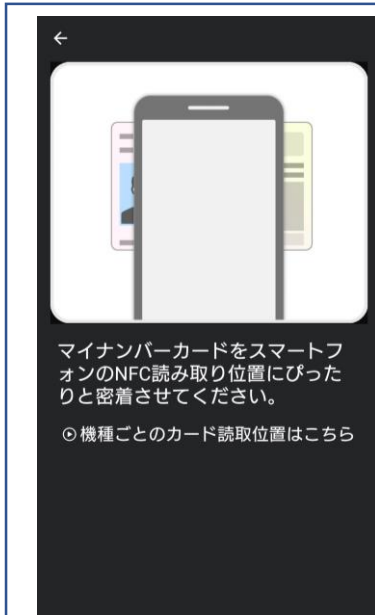 マイナンバーカードをスマートフ
ォンのNFC読み取り位置にぴった
りと密着させてください。
機種ごとのカード読取位置はこちら